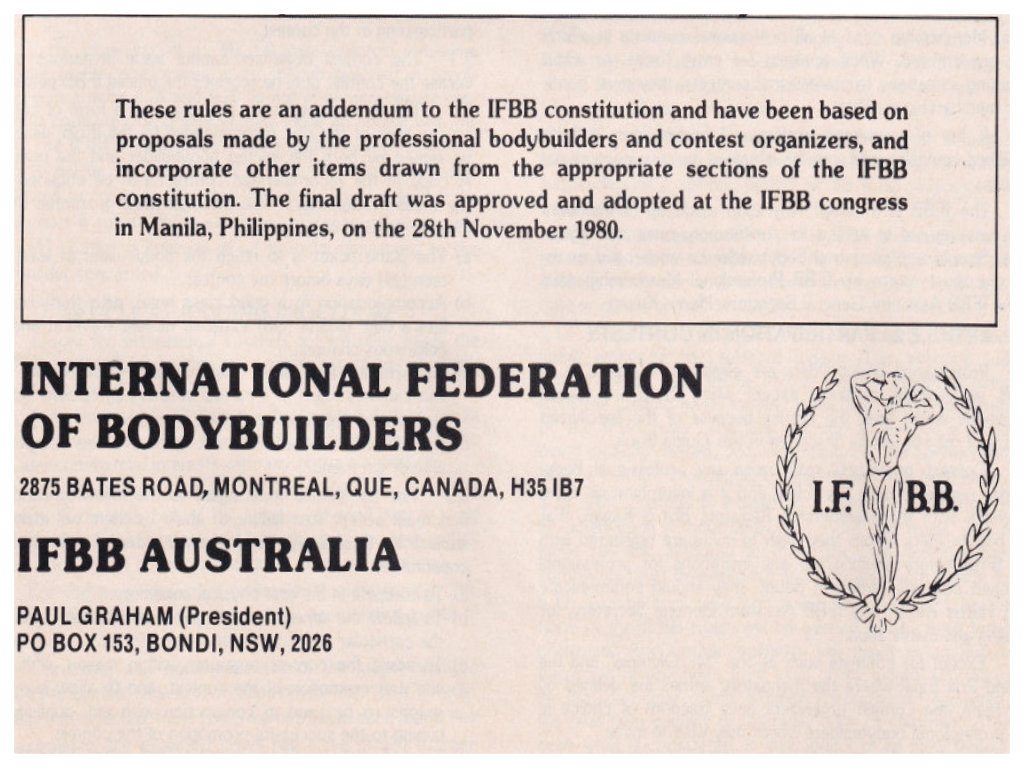 These rules are an addendum to the IFBB constitution and have been based on
proposals made by the professional bodybuilders and contest organizers, and
incorporate other items drawn from the appropriate sections of the IFBB
constitution. The final draft was approved and adopted at the IFBB congress
in Manila, Philippines, on the 28th November 1980.
INTERNATIONAL FEDERATION
OF BODYBUILDERS
2875 BATES ROAD, MONTREAL, QUE, CANADA, H35 IB7
IFBB AUSTRALIA
PAUL GRAHAM (President)
PO BOX 153, BONDI, NSW, 2026
I.F. BB.